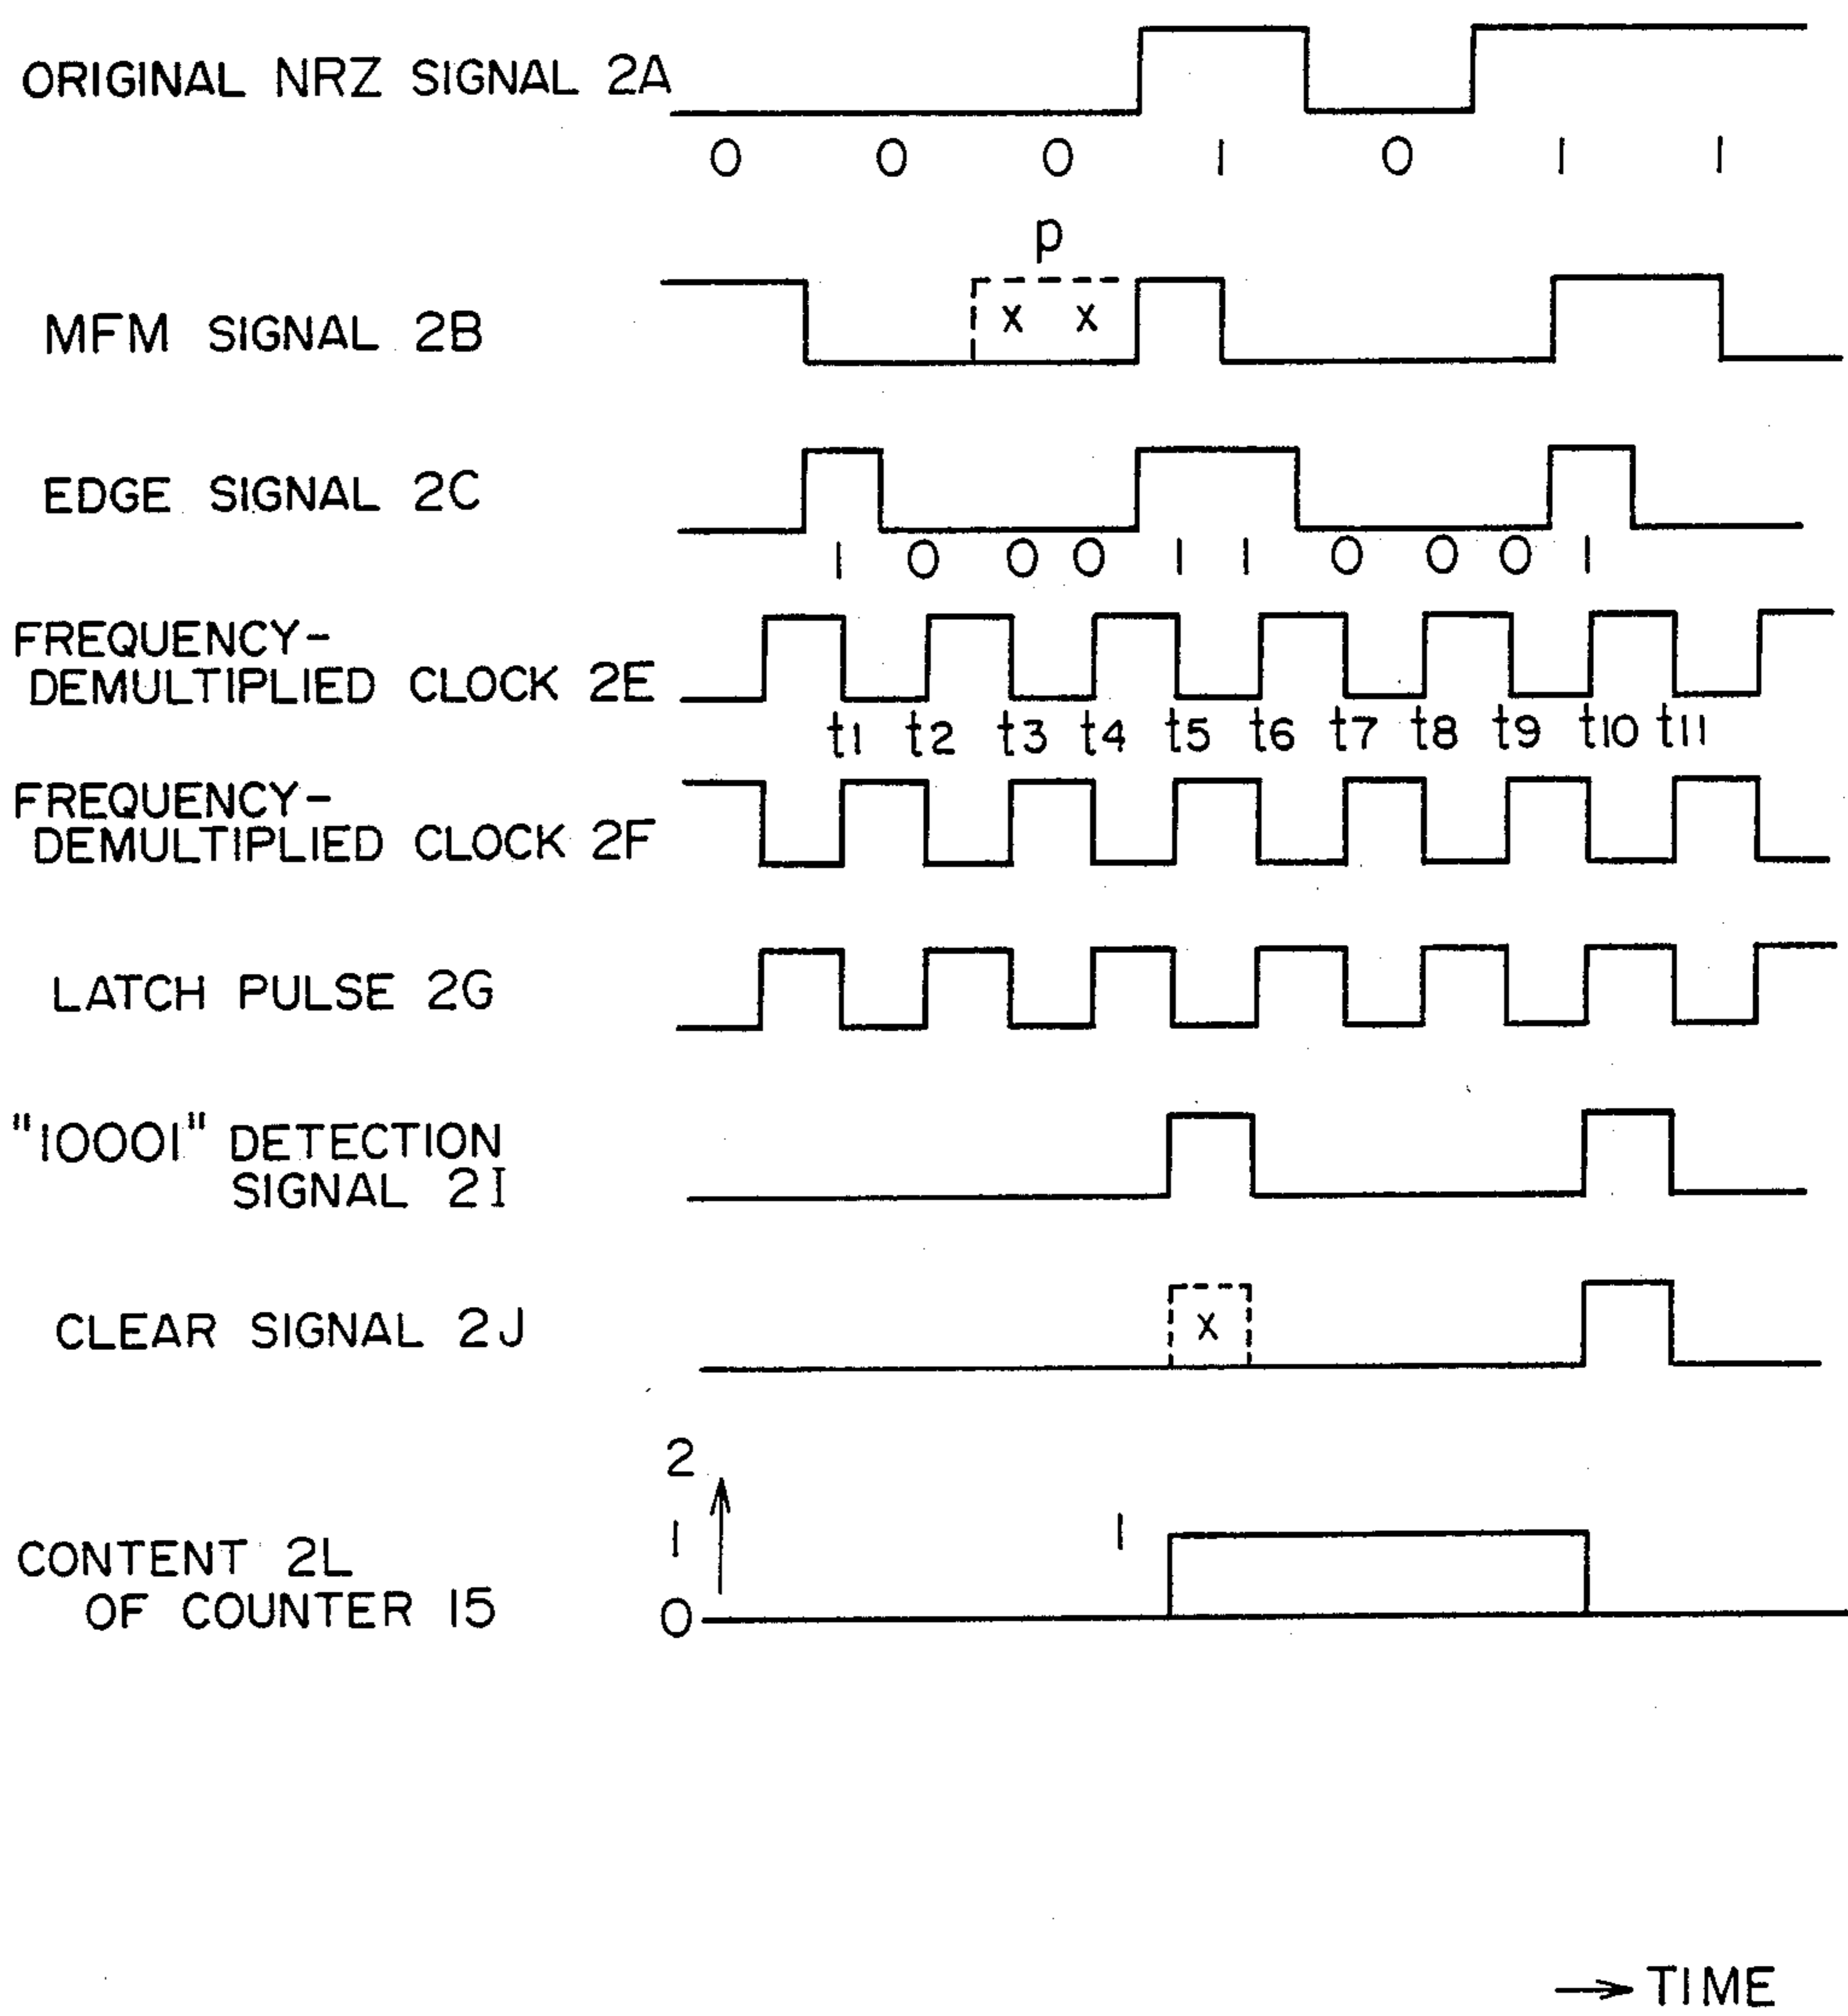 ORIGINAL NRZ SIGNAL 2A
0 0 0 1 0 1 1
p
MFM SIGNAL 2B
x x
EDGE SIGNAL 2C
1 0 0 0 1 1 0 0 0 1
FREQUENCY-
DEMULTIPLIED CLOCK 2E
t1 t2 t3 t4 t5 t6 t7 t8 t9 t10 t11
FREQUENCY-
DEMULTIPLIED CLOCK 2F
LATCH PULSE 2G
"10001" DETECTION
SIGNAL 2I
CLEAR SIGNAL 2J
x
2
1
1
CONTENT 2L
OF COUNTER 15
0
→ TIME